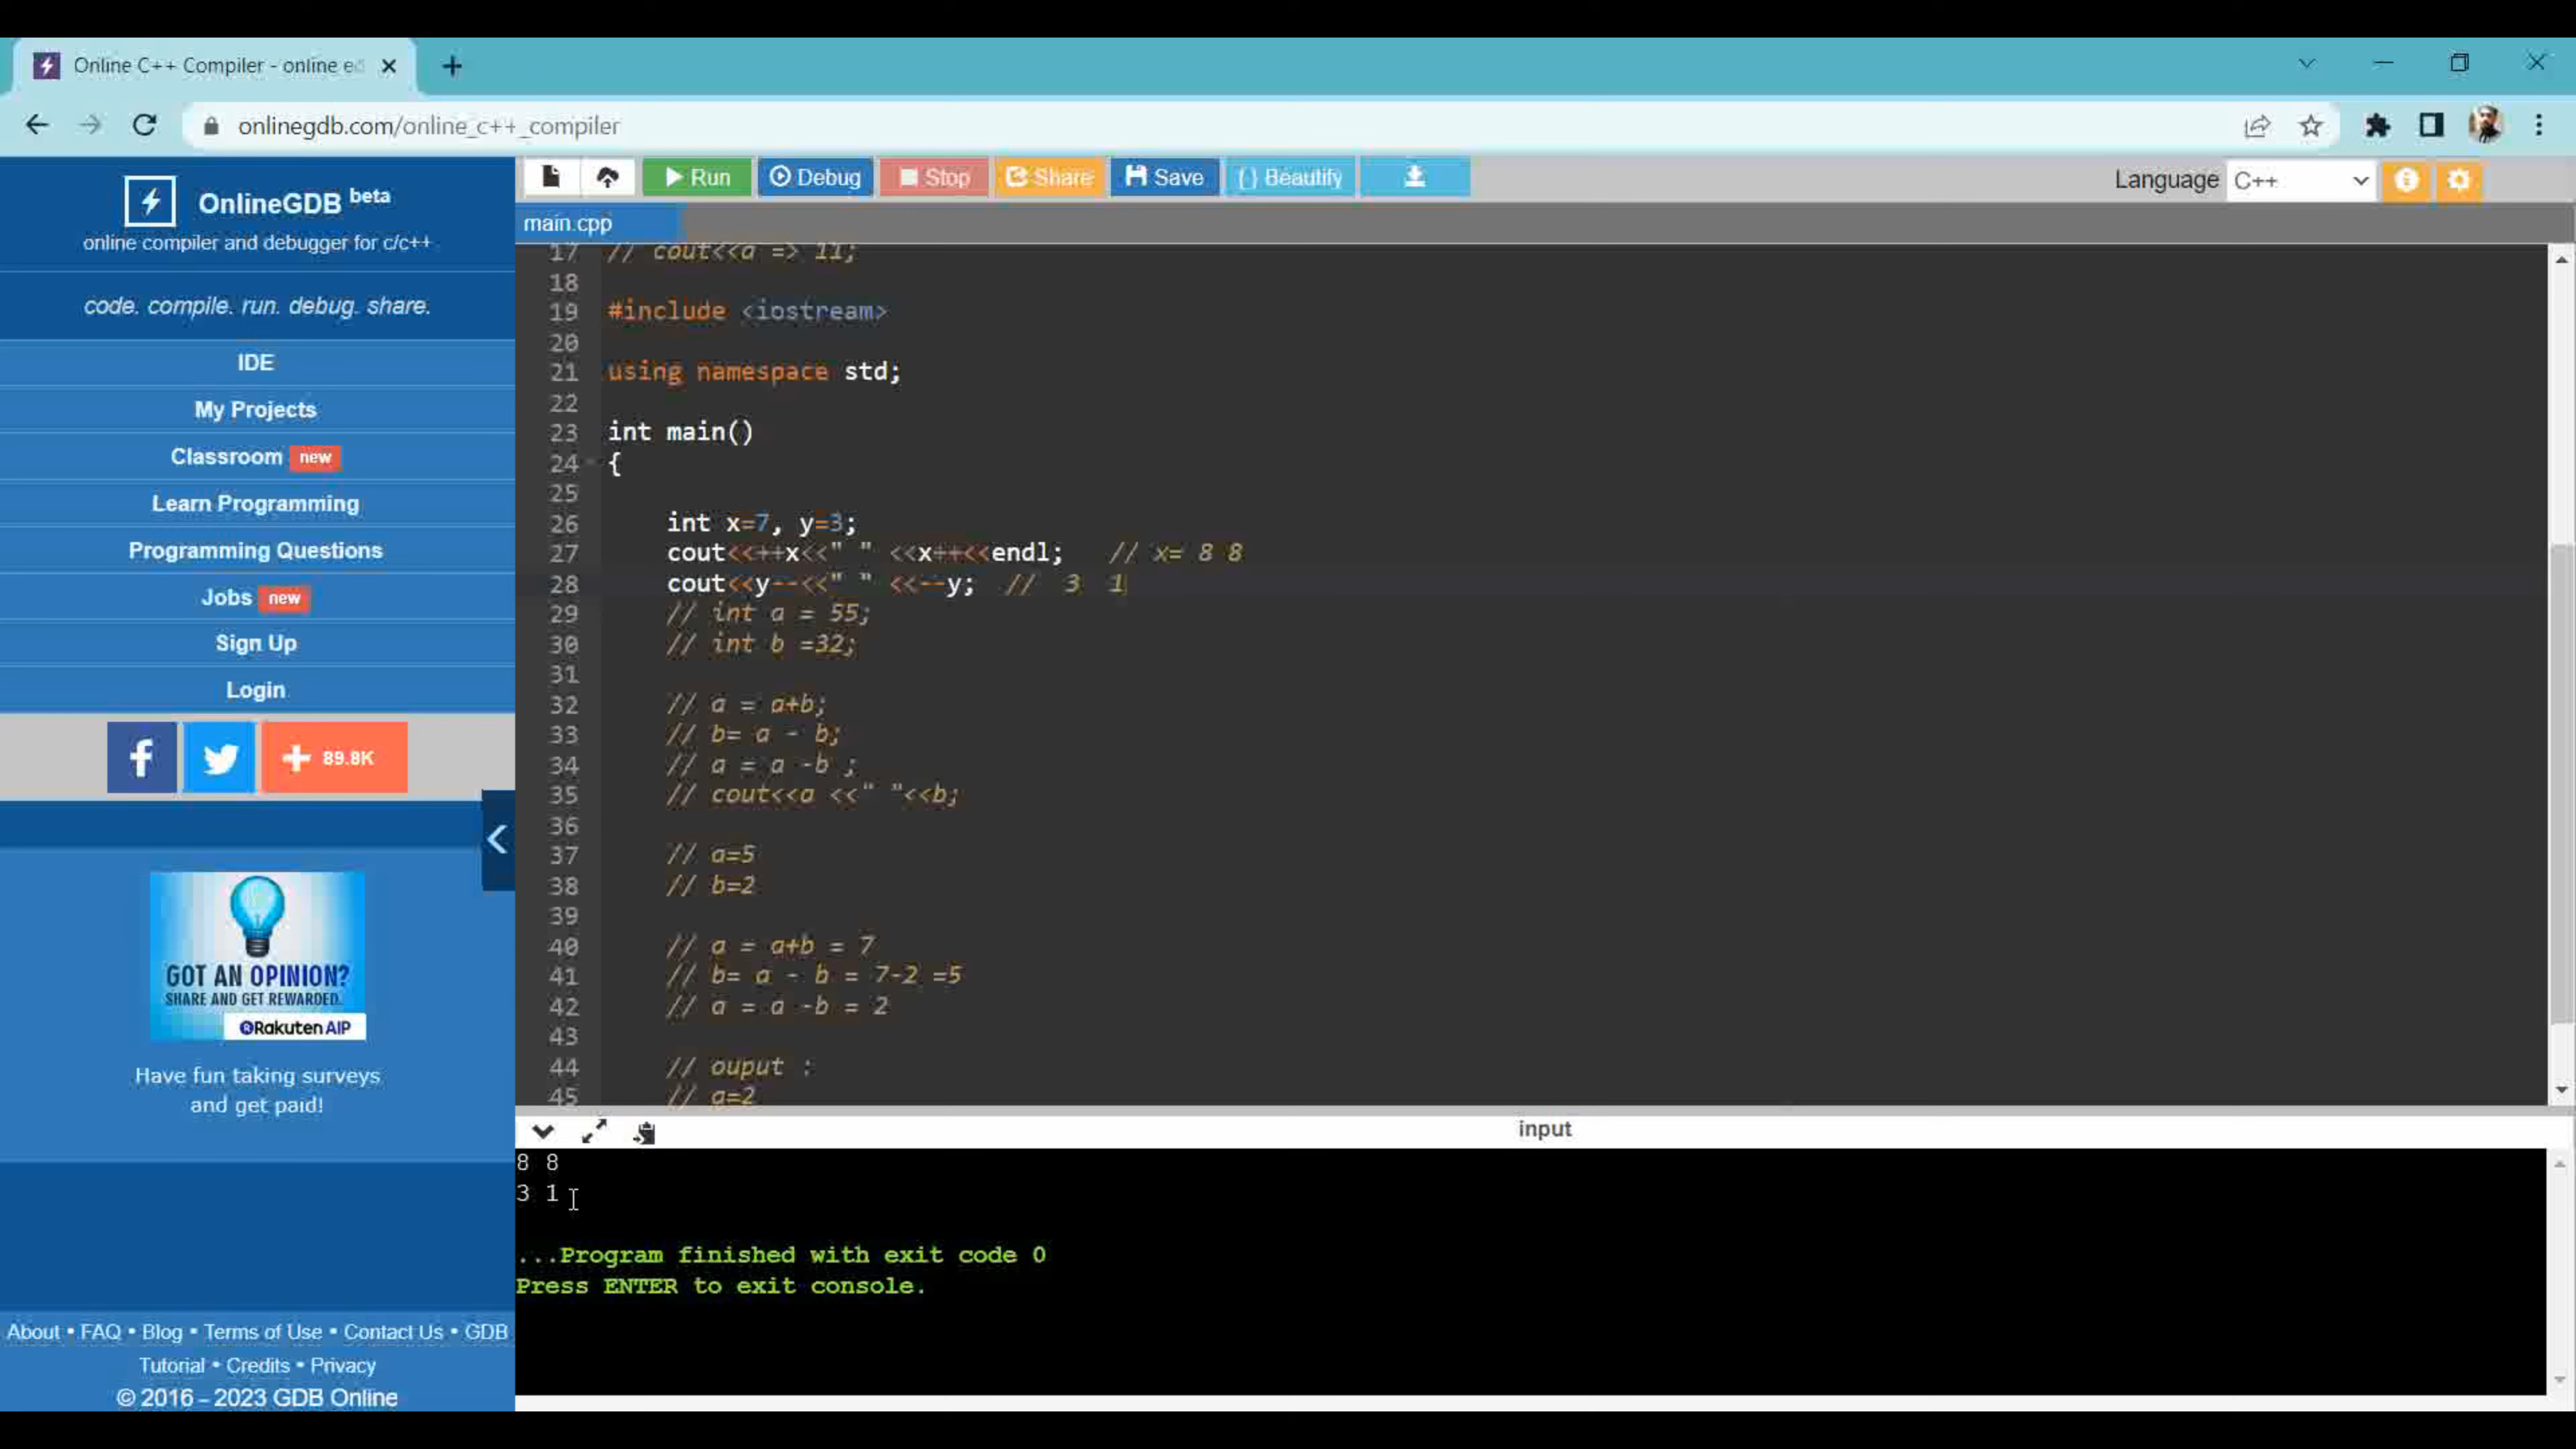 Online C++ Compiler - online ed
onlinegdb.com/online_c++_compiler
OnlineGDB beta
online compiler and debugger for c/c++
code. compile. run. debug. share.
IDE
My Projects
Classroom new
Learn Programming
Programming Questions
Jobs new
Sign Up
Login
f
+ 89.8K
GOT AN OPINION?
SHARE AND GET REWARDED.
Rakuten AIP
Have fun taking surveys
and get paid!
About • FAQ • Blog • Terms of Use • Contact Us • GDB
Tutorial • Credits • Privacy
© 2016 - 2023 GDB Online
Run Debug Stop Share Save {} Beautify
Language C++
main.cpp
17 // cout<<a => 11;
18
19 #include <iostream>
20
21 using namespace std;
22
23 int main()
24 {
25
26 int x=7, y=3;
27 cout<<++x<<" " <<x++<<endl; // x= 8 8
28 cout<<y--<<" " <<--y; // 3 1
29 // int a = 55;
30 // int b =32;
31
32 // a = a+b;
33 // b= a - b;
34 // a = a -b ;
35 // cout<<a <<" "<<b;
36
37 // a=5
38 // b=2
39
40 // a = a+b = 7
41 // b= a - b = 7-2 =5
42 // a = a -b = 2
43
44 // ouput :
45 // a=2
input
8 8
3 1
...Program finished with exit code 0
Press ENTER to exit console.